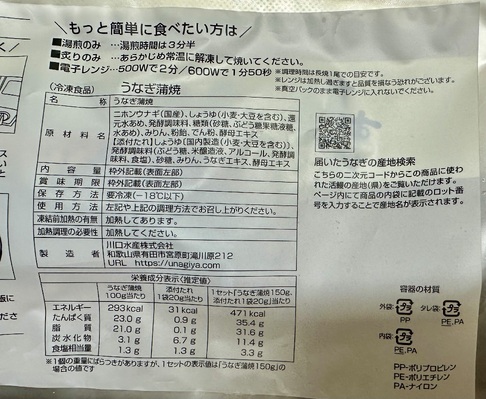 ＼もっと簡単に食べたい方は／
■湯煎のみ …湯煎時間は３分半
■炙りのみ …あらかじめ常温に解凍して焼いてください。
■電子レンジ…500Wで2分/600Wで1分50秒
※調理時間は長焼1尾での目安です。
※レンジは加熱し過ぎますと品質を損なう恐れがございます。
※真空パックのまま電子レンジに入れないでください。
〈冷凍食品〉 うなぎ蒲焼
名称 うなぎ蒲焼
原材料名 ニホンウナギ(国産)、しょうゆ(小麦・大豆を含む)、還
元水あめ、発酵調味料、糖類(砂糖、ぶどう糖果糖液糖、
水あめ)、みりん、粉飴、でん粉、酵母エキス
【添付たれ】しょうゆ(国内製造(小麦・大豆を含む))、
発酵調味料(ぶどう糖、米醸造液、アルコール、発酵調
味料、食塩)、砂糖、みりん、うなぎエキス、酵母エキス
内容量 枠外記載(表面左部)
賞味期限 枠外記載(表面左部)
保存方法 要冷凍(-18℃以下)
使用方法 左記や上記の調理方法でお召し上がりください。
凍結前加熱の有無 加熱してあります。
加熱調理の必要性 加熱してください。
製造者 川口水産株式会社
和歌山県有田市宮原町滝川原212
URL https://unagiya.com
届いたうなぎの産地検索
こちらの二次元コードからこの商品に使わ
れた活鰻の産地(県)をご覧いただけます。
ページ内にて商品の内袋に記載のロット番
号を入力することで産地名が表示されます。
栄養成分表示(推定値)
うなぎ蒲焼100g当たり 添付たれ1袋20g当たり 1セット「うなぎ蒲焼150g、添付たれ1袋20g」当たり
エネルギー 293kcal 31kcal 471kcal
たんぱく質 23.0g 0.9g 35.4g
脂質 21.0g 0.1g 31.6g
炭水化物 3.1g 6.7g 11.4g
食塩相当量 1.3g 1.3g 3.3g
※1個の重量にばらつきがありますが、1セットの表示値は「うなぎ蒲焼150g」の
場合の値です
容器の材質
外袋 プラ PP
タレ袋 プラ PE,PA
内袋 プラ PE,PA
PP-ポリプロピレン
PE-ポリエチレン
PA-ナイロン